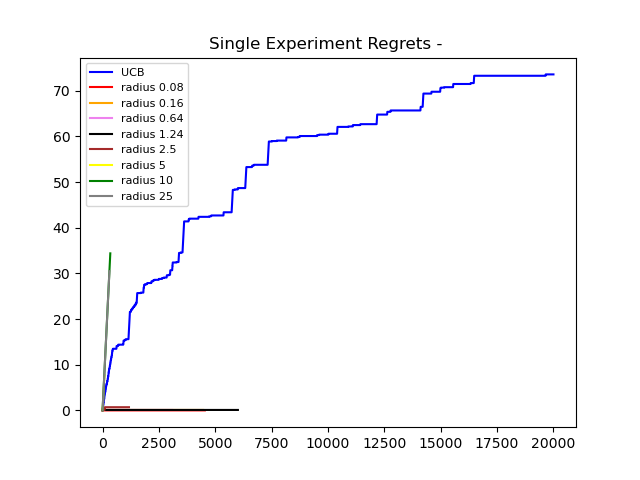 Single Experiment Regrets -
UCB
radius 0.08
radius 0.16
radius 0.64
radius 1.24
radius 2.5
radius 5
radius 10
radius 25
70
60
50
40
30
20
10
0
0 2500 5000 7500 10000 12500 15000 17500 20000